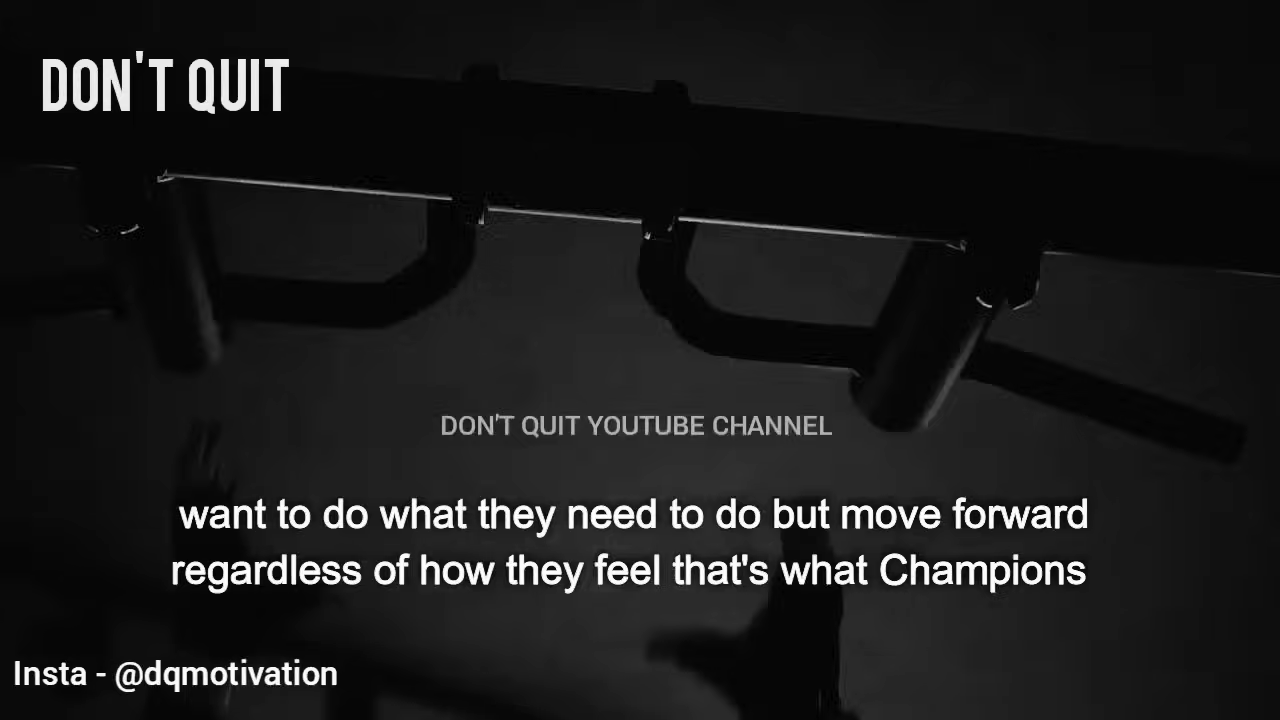 DON'T QUIT
DON'T QUIT YOUTUBE CHANNEL
want to do what they need to do but move forward
regardless of how they feel that's what Champions
Insta - @dqmotivation